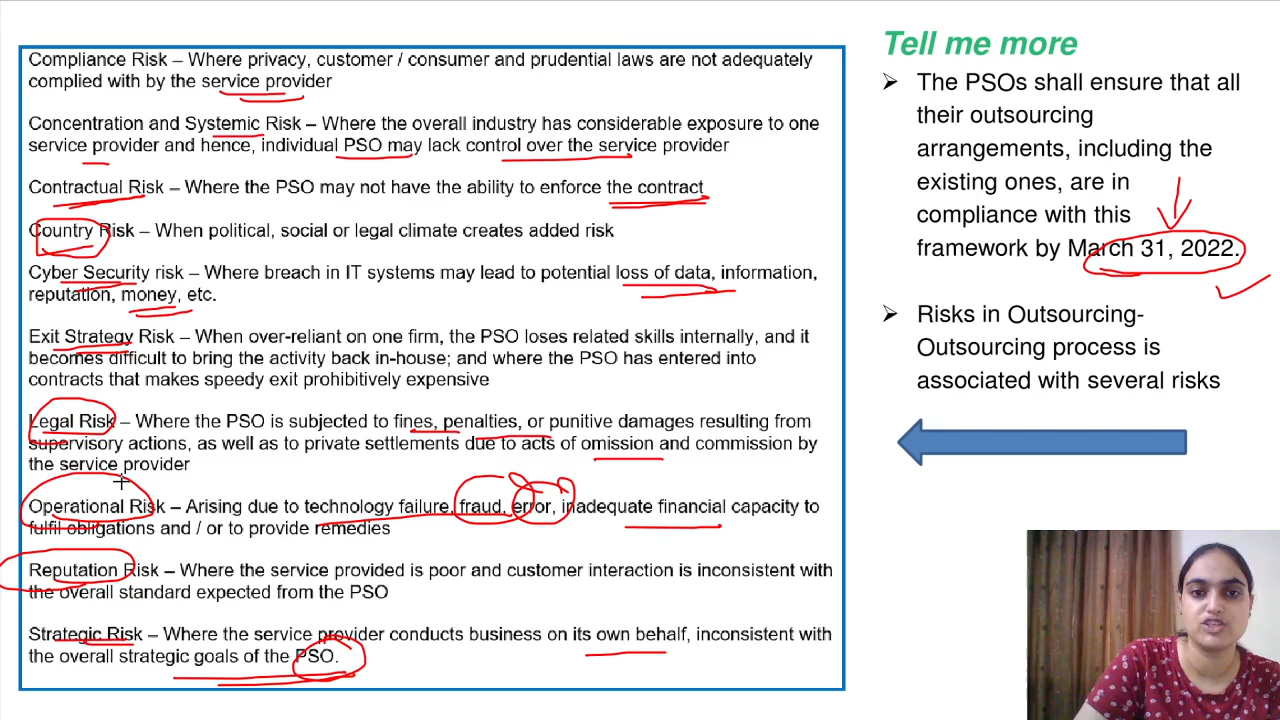 Compliance Risk – Where privacy, customer / consumer and prudential laws are not adequately
complied with by the service provider
Concentration and Systemic Risk – Where the overall industry has considerable exposure to one
service provider and hence, individual PSO may lack control over the service provider
Contractual Risk – Where the PSO may not have the ability to enforce the contract
Country Risk – When political, social or legal climate creates added risk
Cyber Security risk – Where breach in IT systems may lead to potential loss of data, information,
reputation, money, etc.
Exit Strategy Risk – When over-reliant on one firm, the PSO loses related skills internally, and it
becomes difficult to bring the activity back in-house; and where the PSO has entered into
contracts that makes speedy exit prohibitively expensive
Legal Risk – Where the PSO is subjected to fines, penalties, or punitive damages resulting from
supervisory actions, as well as to private settlements due to acts of omission and commission by
the service provider
Operational Risk – Arising due to technology failure, fraud, error, inadequate financial capacity to
fulfil obligations and / or to provide remedies
Reputation Risk – Where the service provided is poor and customer interaction is inconsistent with
the overall standard expected from the PSO
Strategic Risk – Where the service provider conducts business on its own behalf, inconsistent with
the overall strategic goals of the PSO.
Tell me more
➢ The PSOs shall ensure that all
their outsourcing
arrangements, including the
existing ones, are in
compliance with this
framework by March 31, 2022.
➢ Risks in Outsourcing-
Outsourcing process is
associated with several risks